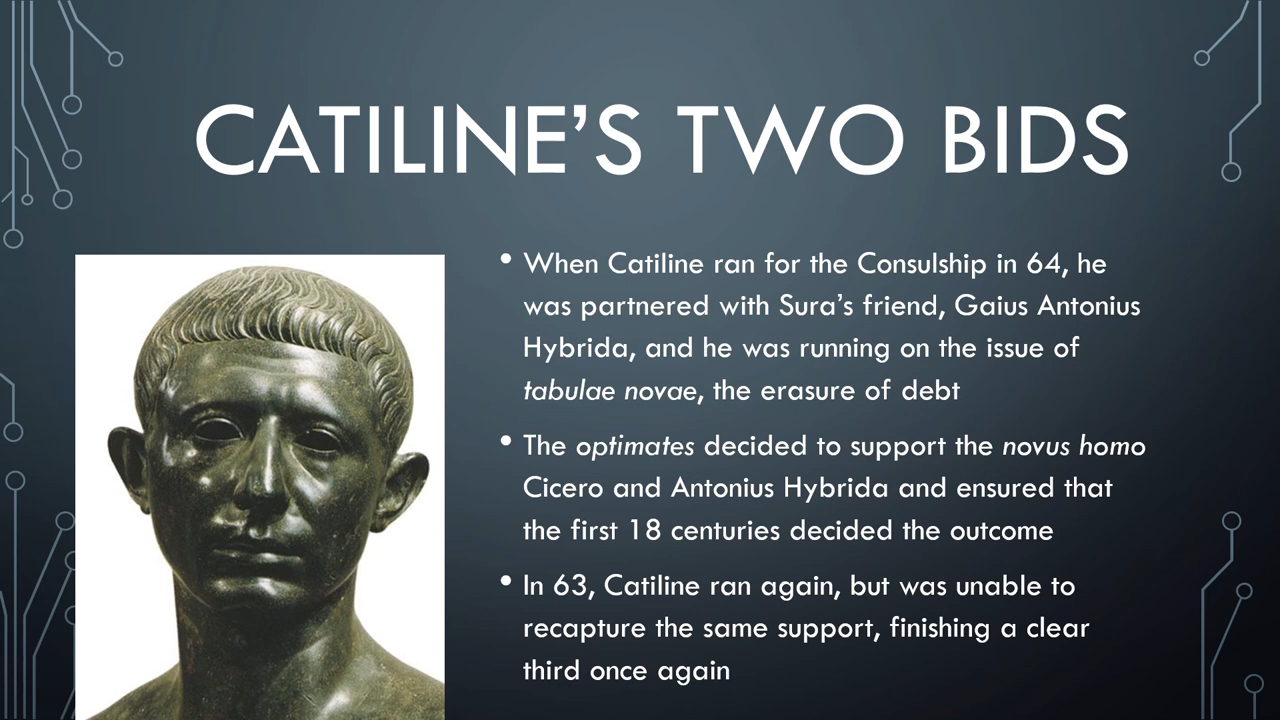 CATILINE’S TWO BIDS
• When Catiline ran for the Consulship in 64, he
was partnered with Sura’s friend, Gaius Antonius
Hybrida, and he was running on the issue of
tabulae novae, the erasure of debt
• The optimates decided to support the novus homo
Cicero and Antonius Hybrida and ensured that
the first 18 centuries decided the outcome
• In 63, Catiline ran again, but was unable to
recapture the same support, finishing a clear
third once again